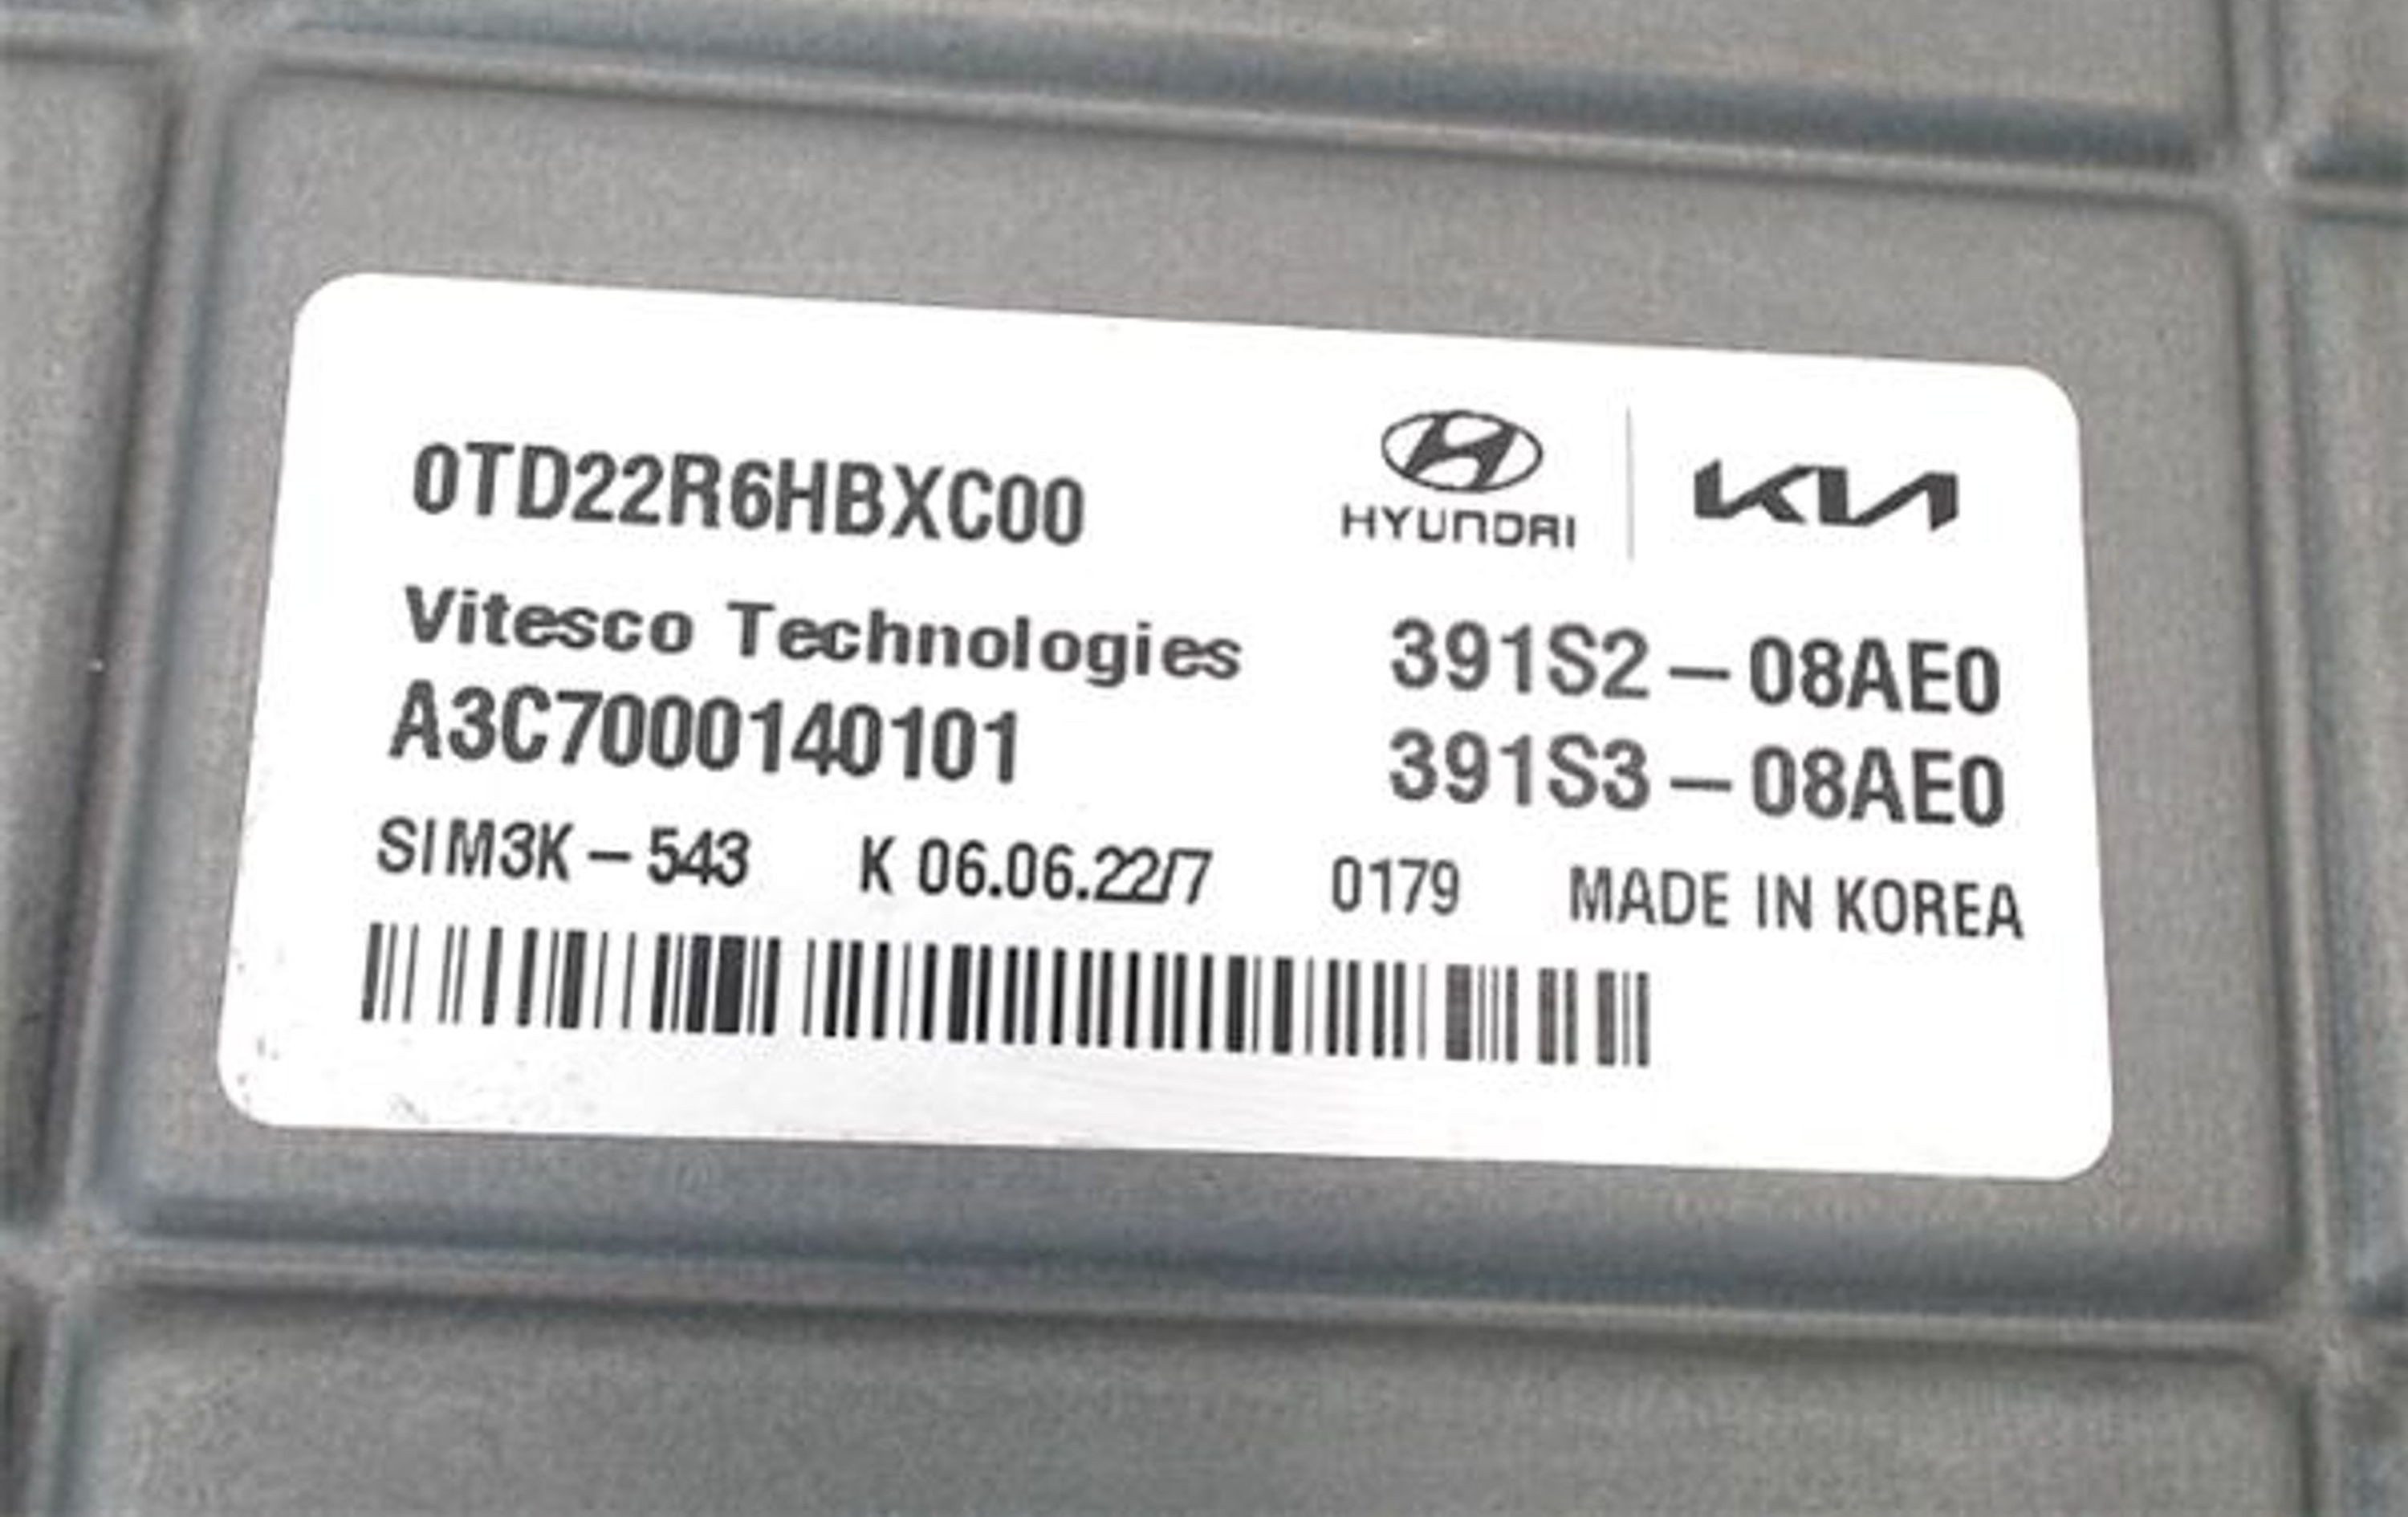 0TD22R6HBXC00
HYUNDAI KIA
Vitesco Technologies
391S2-08AE0
A3C7000140101
391S3-08AE0
SIM3K-543 K 06.06.22/7 0179 MADE IN KOREA